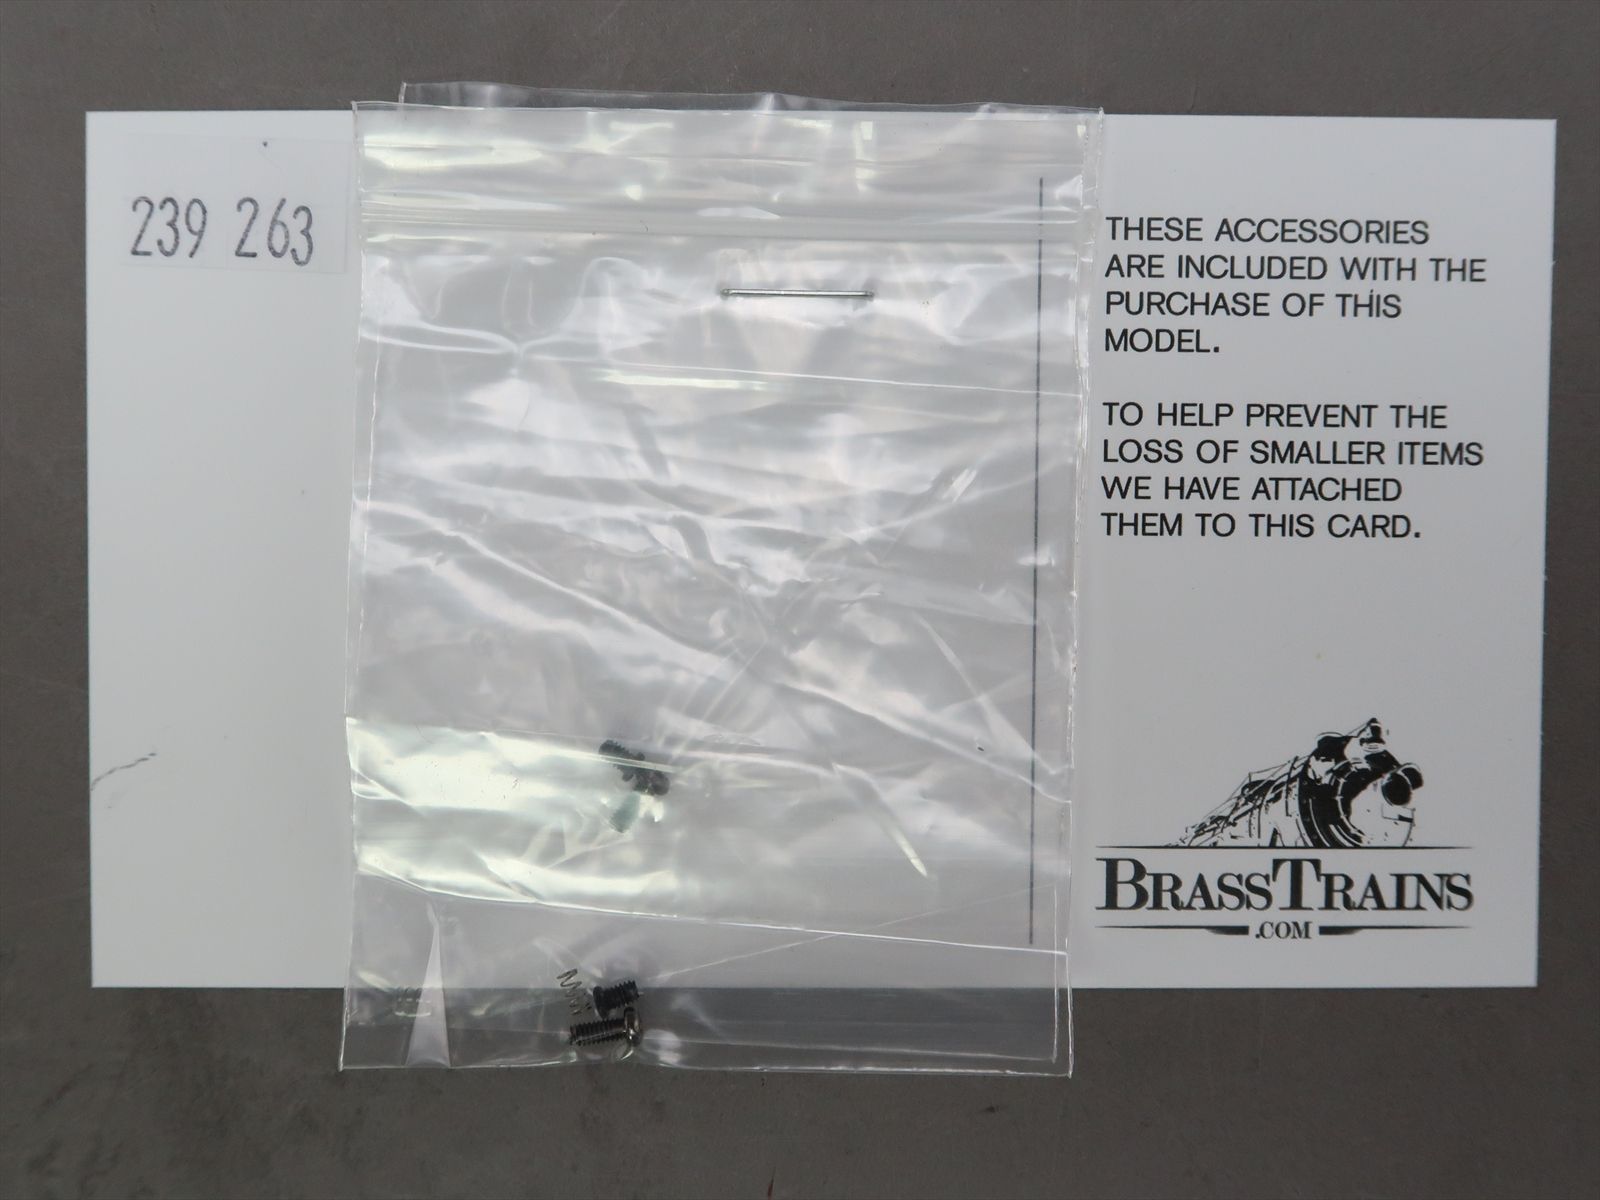 239 263
THESE ACCESSORIES
ARE INCLUDED WITH THE
PURCHASE OF THIS
MODEL.
TO HELP PREVENT THE
LOSS OF SMALLER ITEMS
WE HAVE ATTACHED
THEM TO THIS CARD.
BRASSTRAINS
.COM